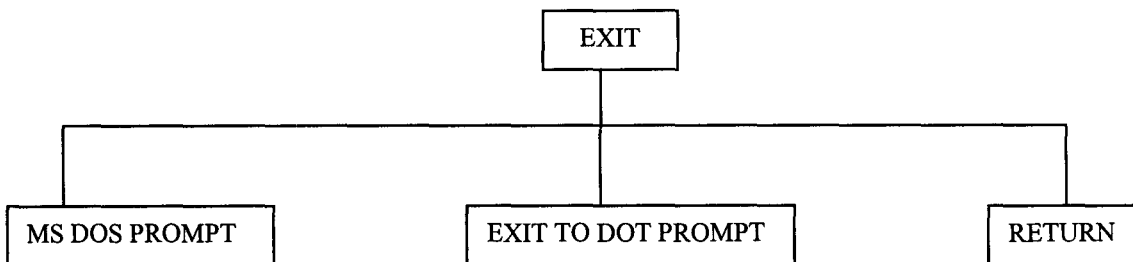 EXIT
MS DOS PROMPT
EXIT TO DOT PROMPT
RETURN